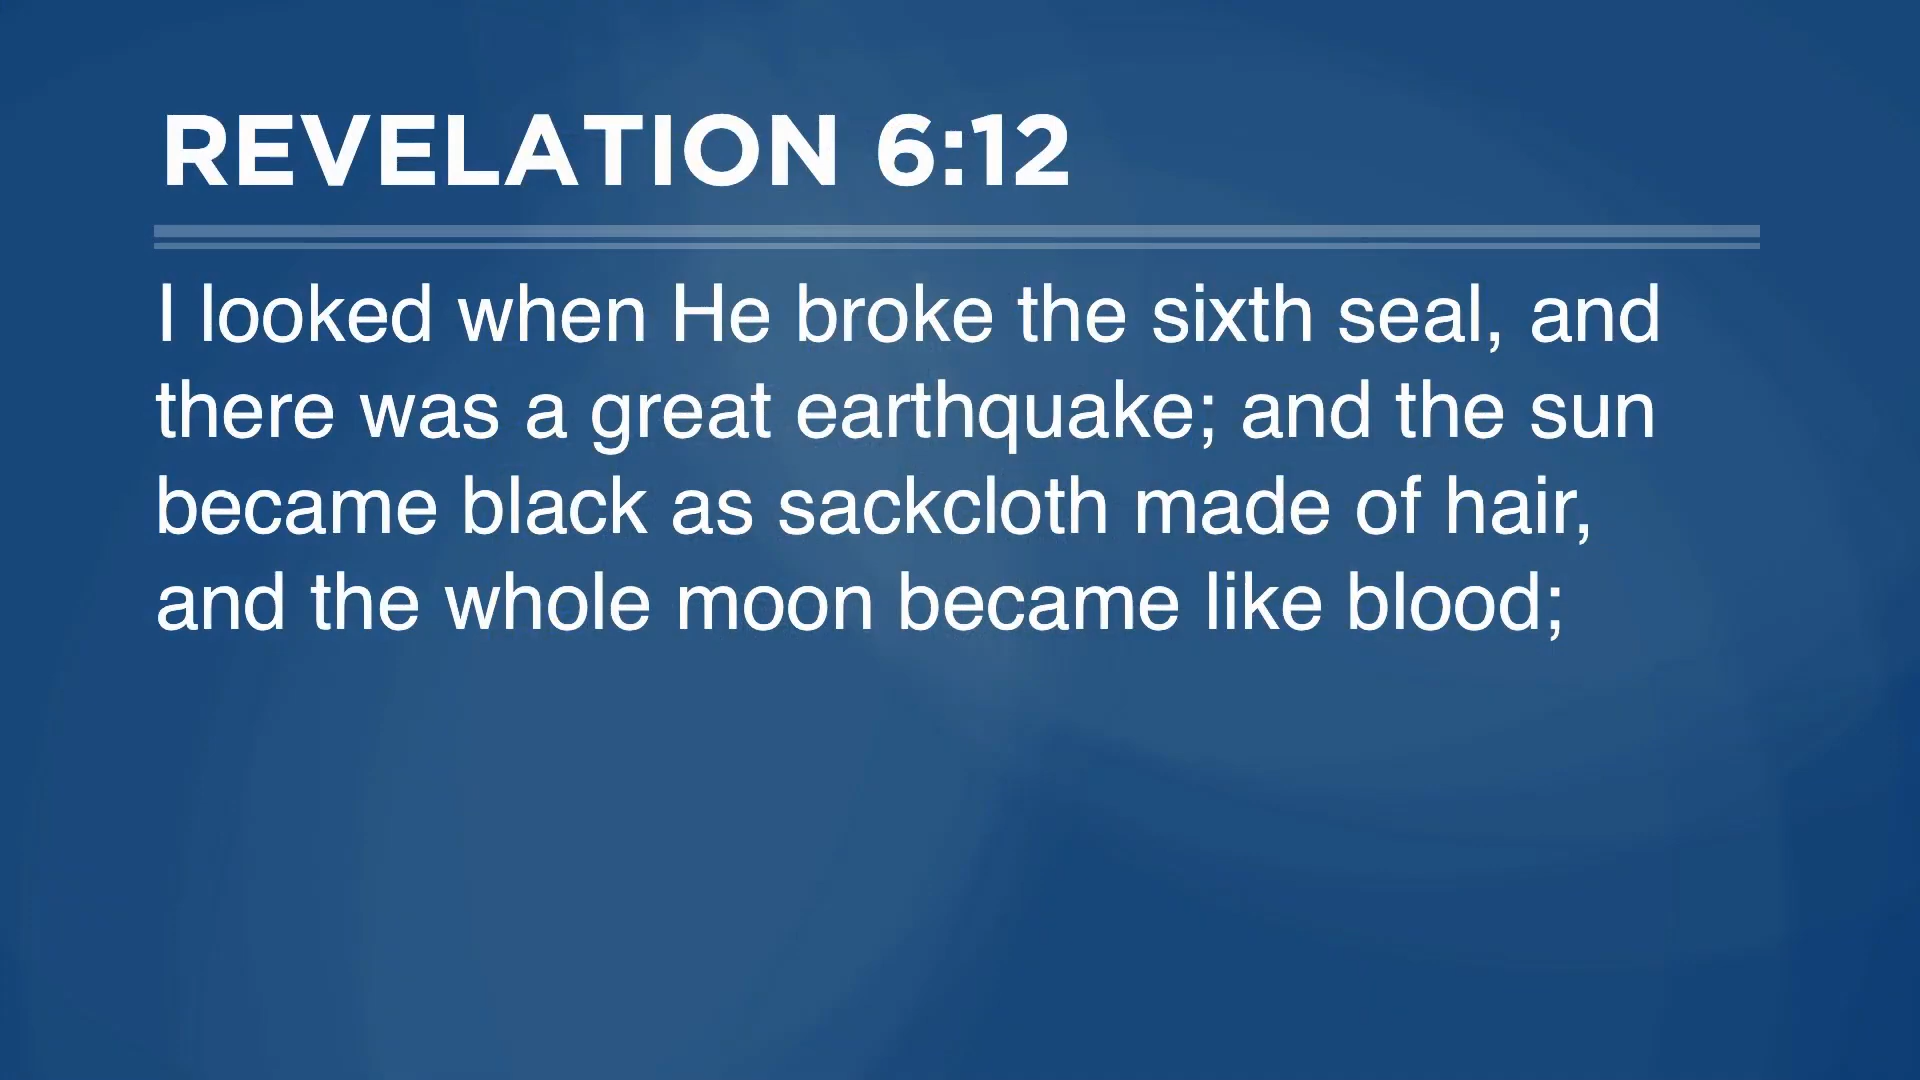 REVELATION 6:12
I looked when He broke the sixth seal, and
there was a great earthquake; and the sun
became black as sackcloth made of hair,
and the whole moon became like blood;